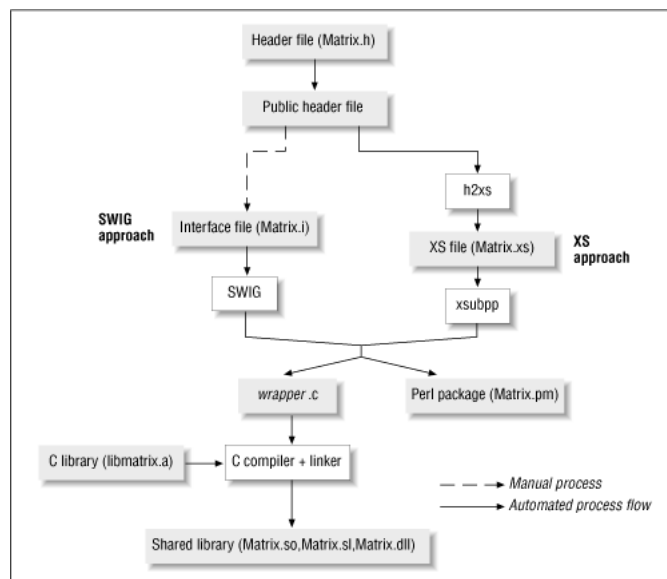 Header file (Matrix.h)
Public header file
h2xs
SWIG
approach
Interface file (Matrix.i)
XS file (Matrix.xs)
XS
approach
SWIG
xsubpp
wrapper .c
Perl package (Matrix.pm)
C library (libmatrix.a)
C compiler + linker
Manual process
Automated process flow
Shared library (Matrix.so,Matrix.sl,Matrix.dll)